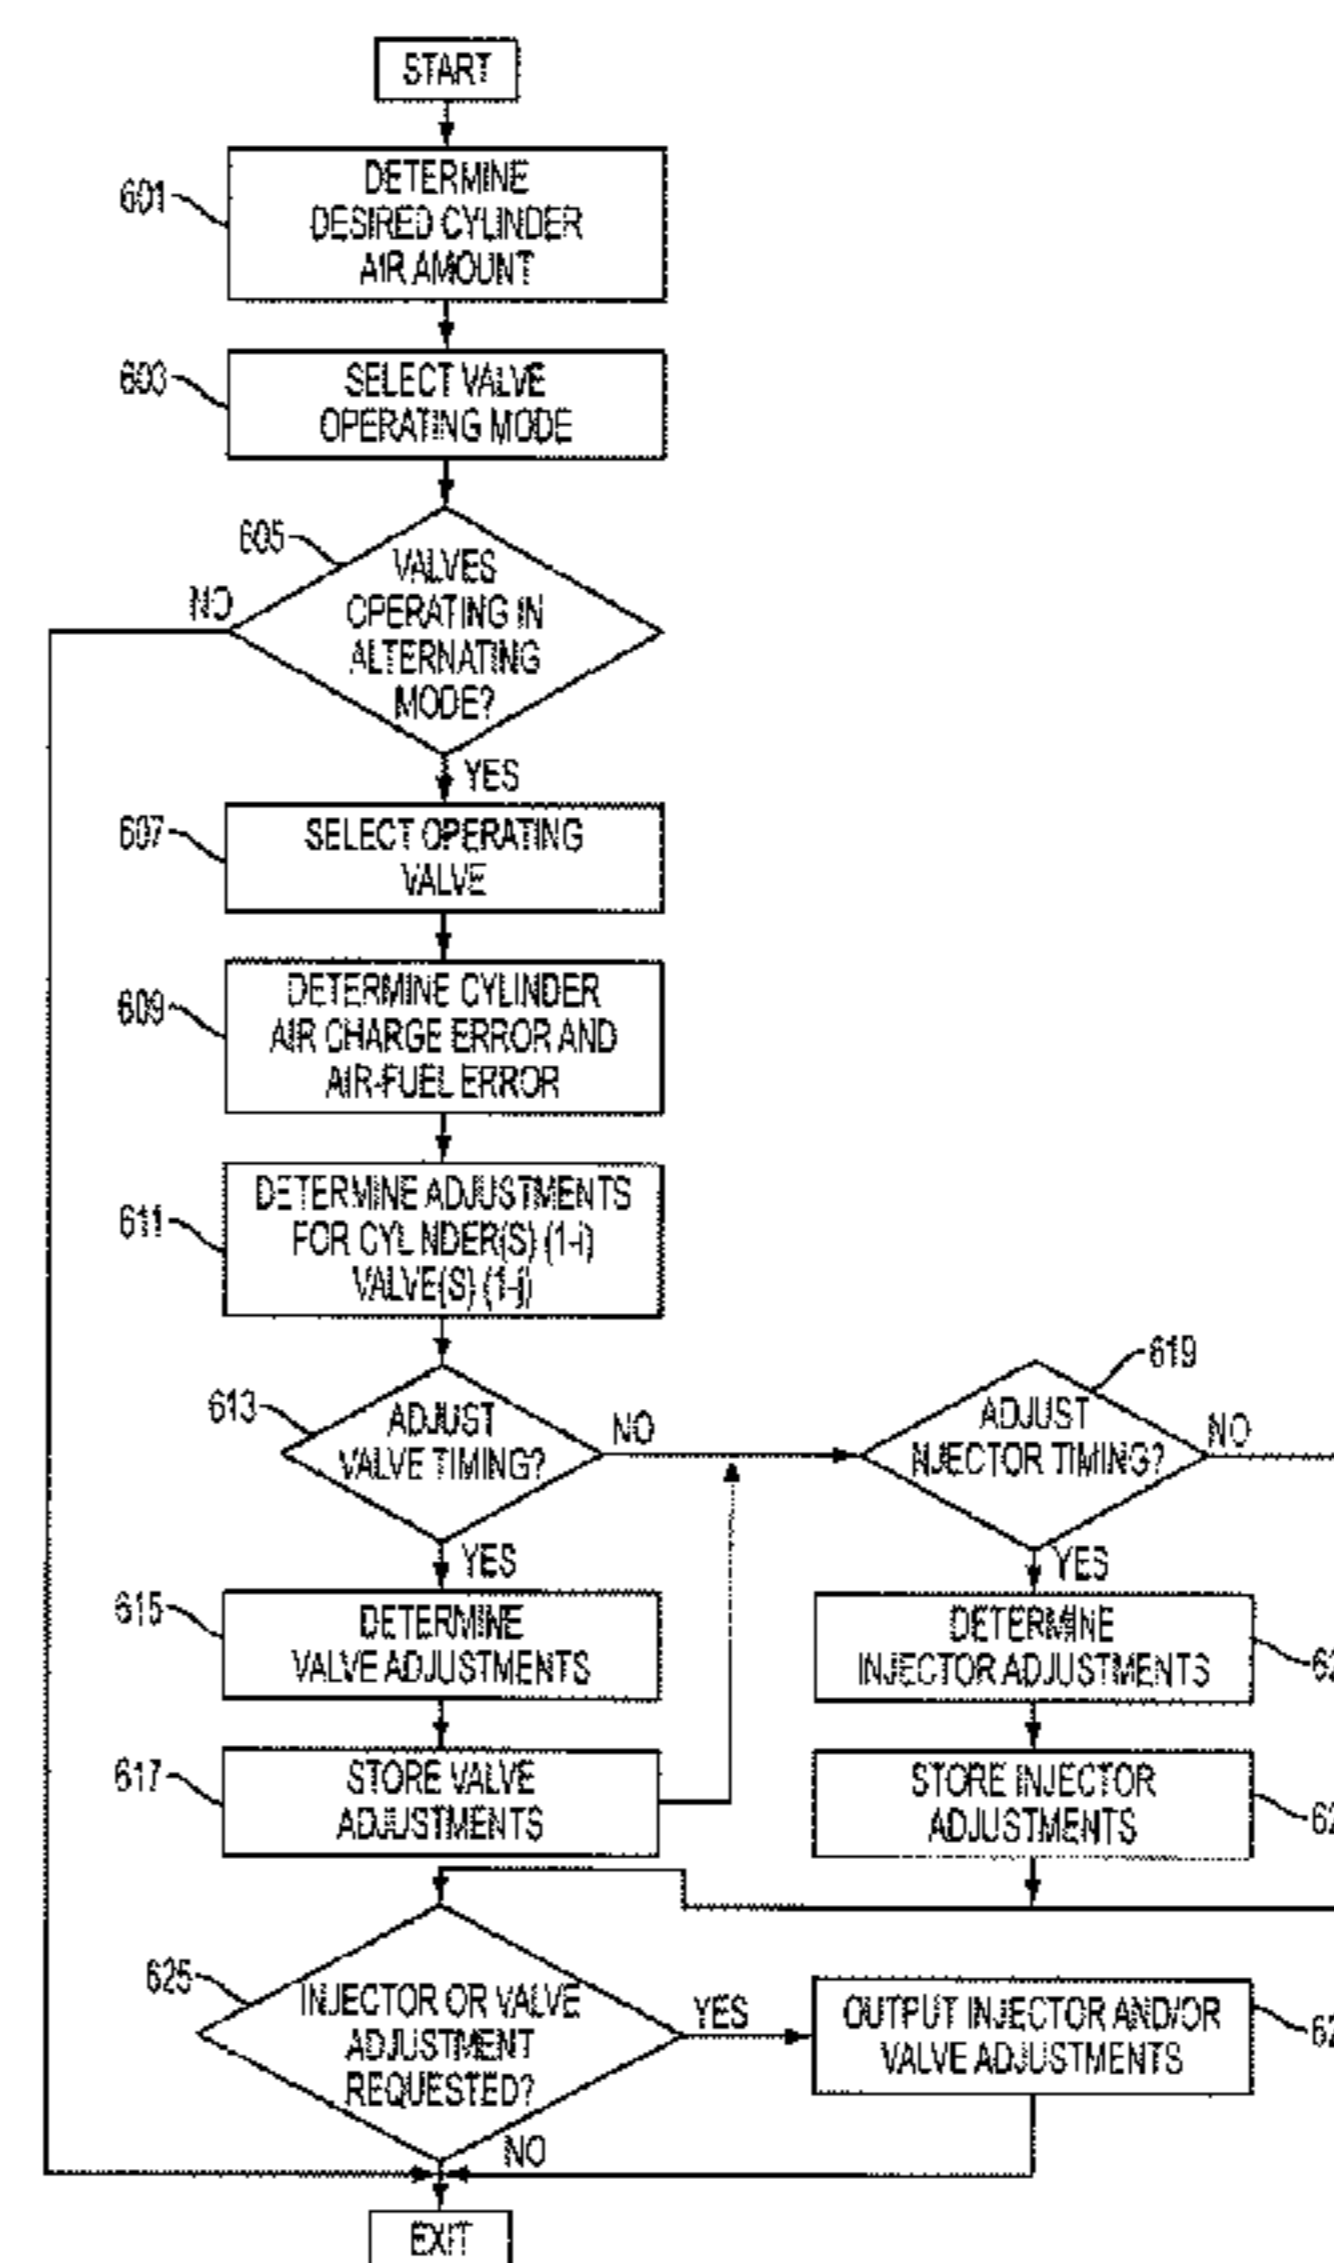 START
601
DETERMINE
DESIRED CYLINDER
AIR AMOUNT
603
SELECT VALVE
OPERATING MODE
605
VALVES
OPERATING IN
ALTERNATING
MODE?
NO
YES
607
SELECT OPERATING
VALVE
609
DETERMINE CYLINDER
AIR CHARGE ERROR AND
AIR-FUEL ERROR
611
DETERMINE ADJUSTMENTS
FOR CYLINDER(S) (1-i)
VALVE(S) (1-j)
613
ADJUST
VALVE TIMING?
NO
YES
619
ADJUST
INJECTOR TIMING?
NO
YES
615
DETERMINE
VALVE ADJUSTMENTS
DETERMINE
INJECTOR ADJUSTMENTS
617
STORE VALVE
ADJUSTMENTS
STORE INJECTOR
ADJUSTMENTS
625
INJECTOR OR VALVE
ADJUSTMENT
REQUESTED?
YES
NO
OUTPUT INJECTOR AND/OR
VALVE ADJUSTMENTS
EXIT